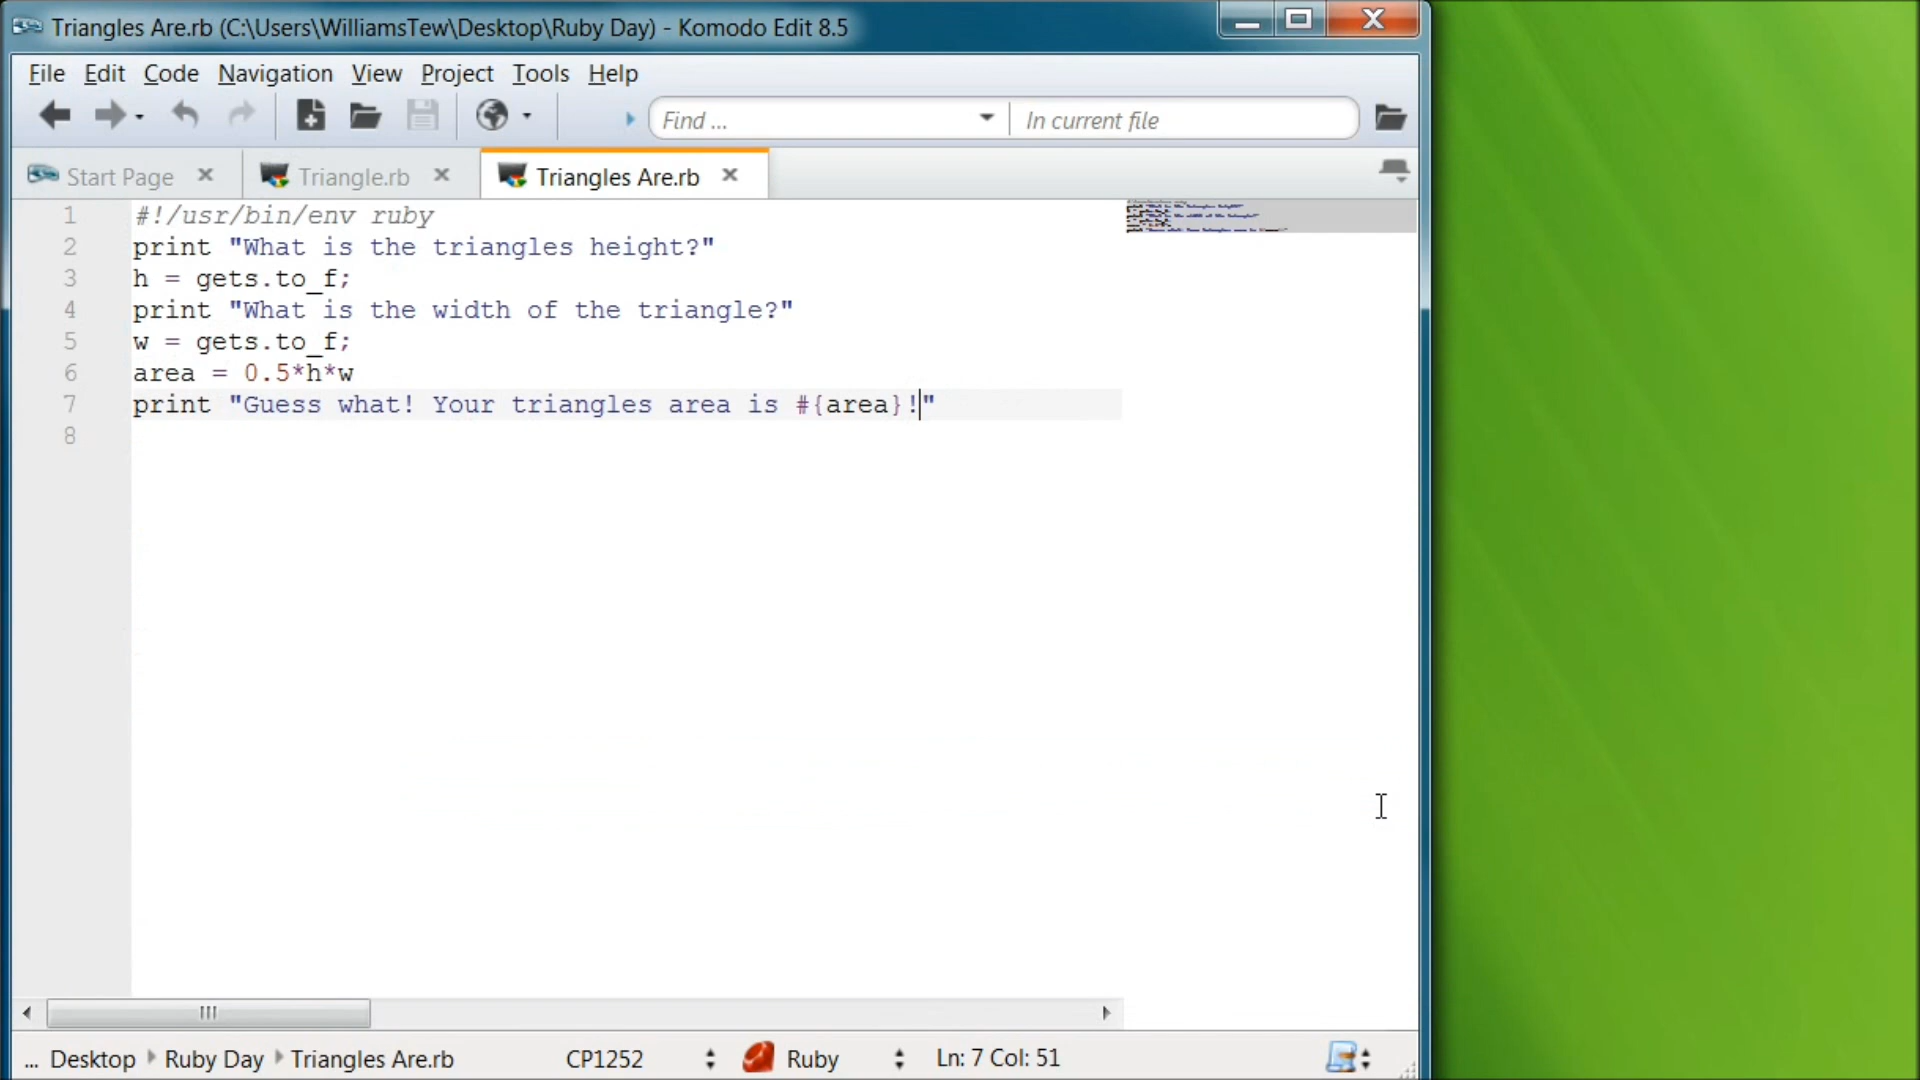 Triangles Are.rb (C:\Users\WilliamsTew\Desktop\Ruby Day) - Komodo Edit 8.5
File Edit Code Navigation View Project Tools Help
Find ... In current file
Start Page Triangle.rb Triangles Are.rb
1 #!/usr/bin/env ruby
2 print "What is the triangles height?"
3 h = gets.to_f;
4 print "What is the width of the triangle?"
5 w = gets.to_f;
6 area = 0.5*h*w
7 print "Guess what! Your triangles area is #{area}!"
8
... Desktop Ruby Day Triangles Are.rb CP1252 Ruby Ln: 7 Col: 51